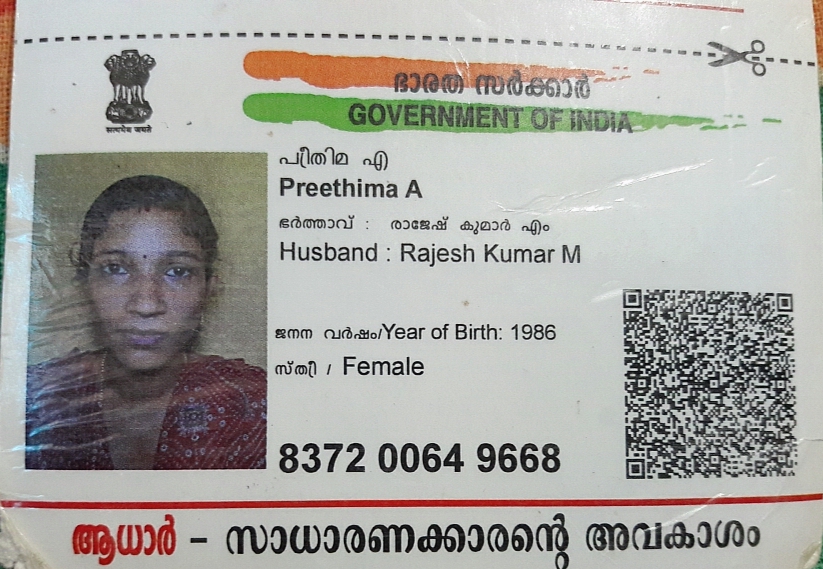 सत्यमेव जयते
ഭാരത സർക്കാർ
GOVERNMENT OF INDIA
പ്രീതിമ എ
Preethima A
ഭർത്താവ് : രാജേഷ് കുമാർ എം
Husband : Rajesh Kumar M
ജനന വർഷം/Year of Birth: 1986
സ്ത്രീ / Female
8372 0064 9668
ആധാർ – സാധാരണക്കാരന്റെ അവകാശം